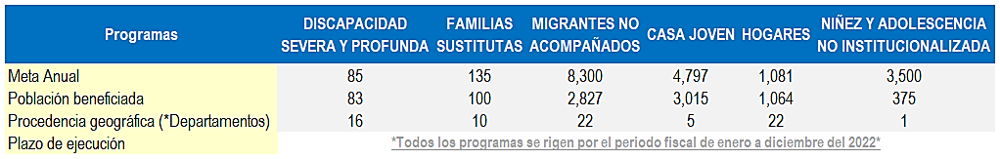 Programas DISCAPACIDAD SEVERA Y PROFUNDA FAMILIAS SUSTITUTAS MIGRANTES NO ACOMPAÑADOS CASA JOVEN HOGARES NIÑEZ Y ADOLESCENCIA NO INSTITUCIONALIZADA
Meta Anual 85 135 8,300 4,797 1,081 3,500
Población beneficiada 83 100 2,827 3,015 1,064 375
Procedencia geográfica (*Departamentos) 16 10 22 5 22 1
Plazo de ejecución *Todos los programas se rigen por el periodo fiscal de enero a diciembre del 2022*